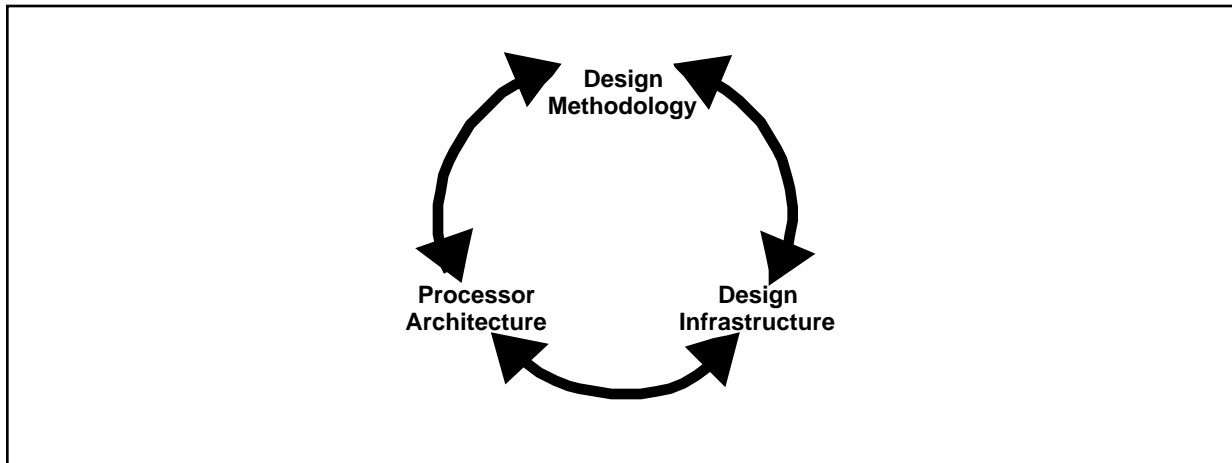 Design
Methodology
Processor
Architecture
Design
Infrastructure